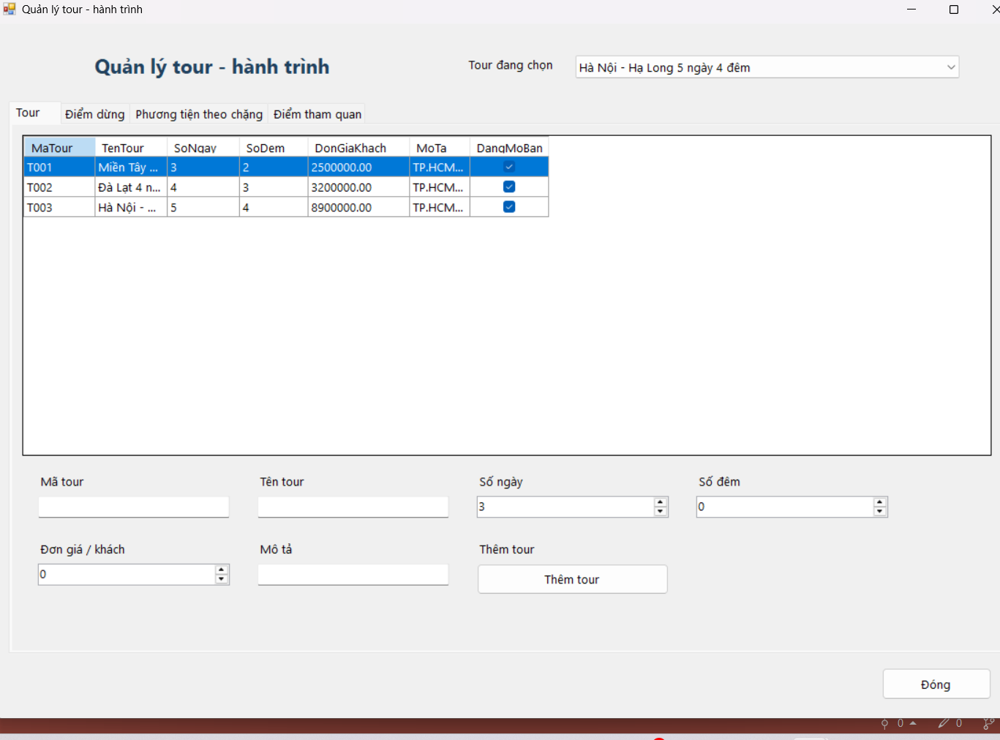 Quản lý tour - hành trình
Quản lý tour - hành trình
Tour đang chọn
Hà Nội - Hạ Long 5 ngày 4 đêm
Tour Điểm dừng Phương tiện theo chặng Điểm tham quan
MaTour TenTour SoNgay SoDem DonGiaKhach MoTa DangMoBan
T001 Miền Tây ... 3 2 2500000.00 TP.HCM...
T002 Đà Lạt 4 n... 4 3 3200000.00 TP.HCM...
T003 Hà Nội - ... 5 4 8900000.00 TP.HCM...
Mã tour Tên tour Số ngày Số đêm
3 0
Đơn giá / khách Mô tả Thêm tour
0 Thêm tour
Đóng
0 0